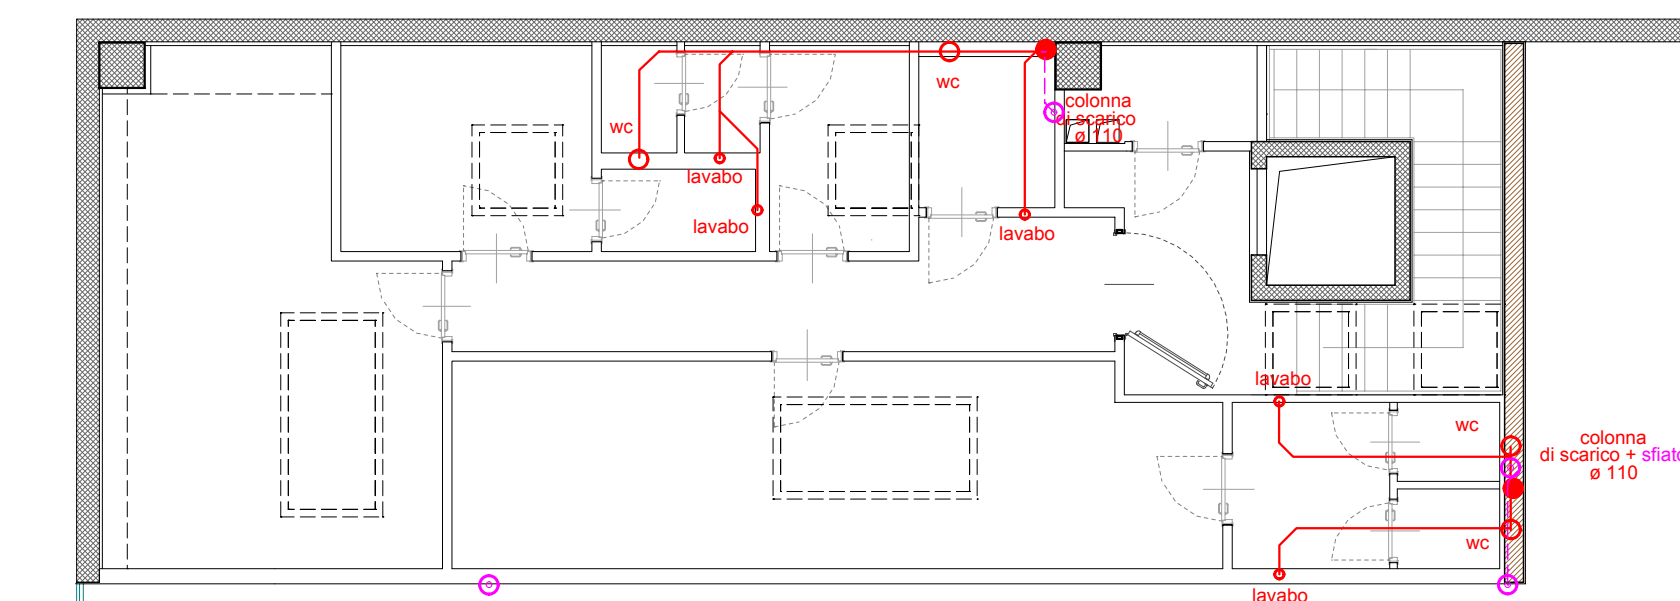 wc
colonna
di scarico
ø 110
wc
lavabo
lavabo
lavabo
lavabo
wc
colonna
di scarico + sfiato
ø 110
wc
lavabo